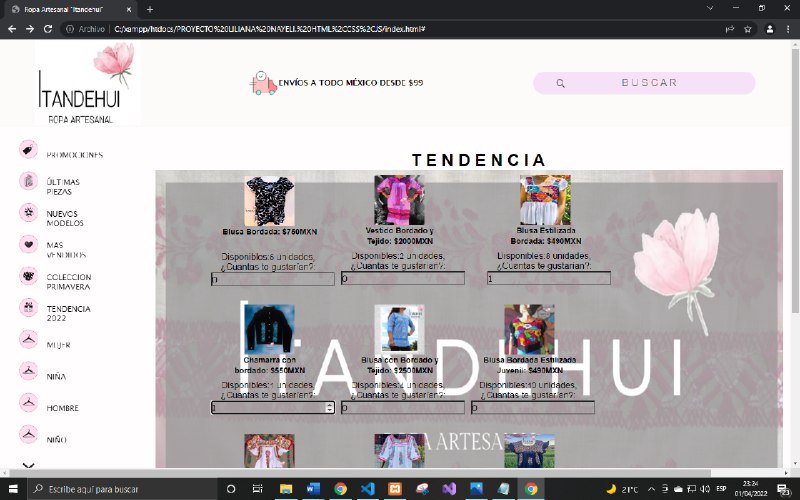 Ropa Artesanal "Itandehui"
Archivo | C:/xampp/htdocs/PROYECTO%20LILIANA%20NAYELI.%20HTML%2CCSS%2CJS/index.html#
ITANDEHUI
ROPA ARTESANAL
ENVÍOS A TODO MÉXICO DESDE $99
BUSCAR
PROMOCIONES
ÚLTIMAS
PIEZAS
NUEVOS
MODELOS
MAS
VENDIDOS
COLECCION
PRIMAVERA
TENDENCIA
2022
MUJER
NIÑA
HOMBRE
NIÑO
TENDENCIA
Blusa Bordada: $750MXN
Disponibles:6 unidades,
¿Cuantas te gustarían?:
0
Vestido Bordado y
Tejido: $2000MXN
Disponibles:2 unidades,
¿Cuantas te gustarían?:
0
Blusa Estilizada
Bordada: $490MXN
Disponibles:8 unidades,
¿Cuantas te gustarían?:
1
Chamarra con
bordado: $550MXN
Disponibles:1 unidades,
¿Cuantas te gustarían?:
1
Blusa con Bordado y
Tejido: $2500MXN
Disponibles: unidades,
¿Cuantas te gustarían?:
0
Blusa Bordada Estilizada
Juvenil: $490MXN
Disponibles:10 unidades,
¿Cuantas te gustarían?:
0
ITANDEHUI
ROPA ARTESANAL
Escribe aquí para buscar
21°C
ESP
23:24
01/04/2022